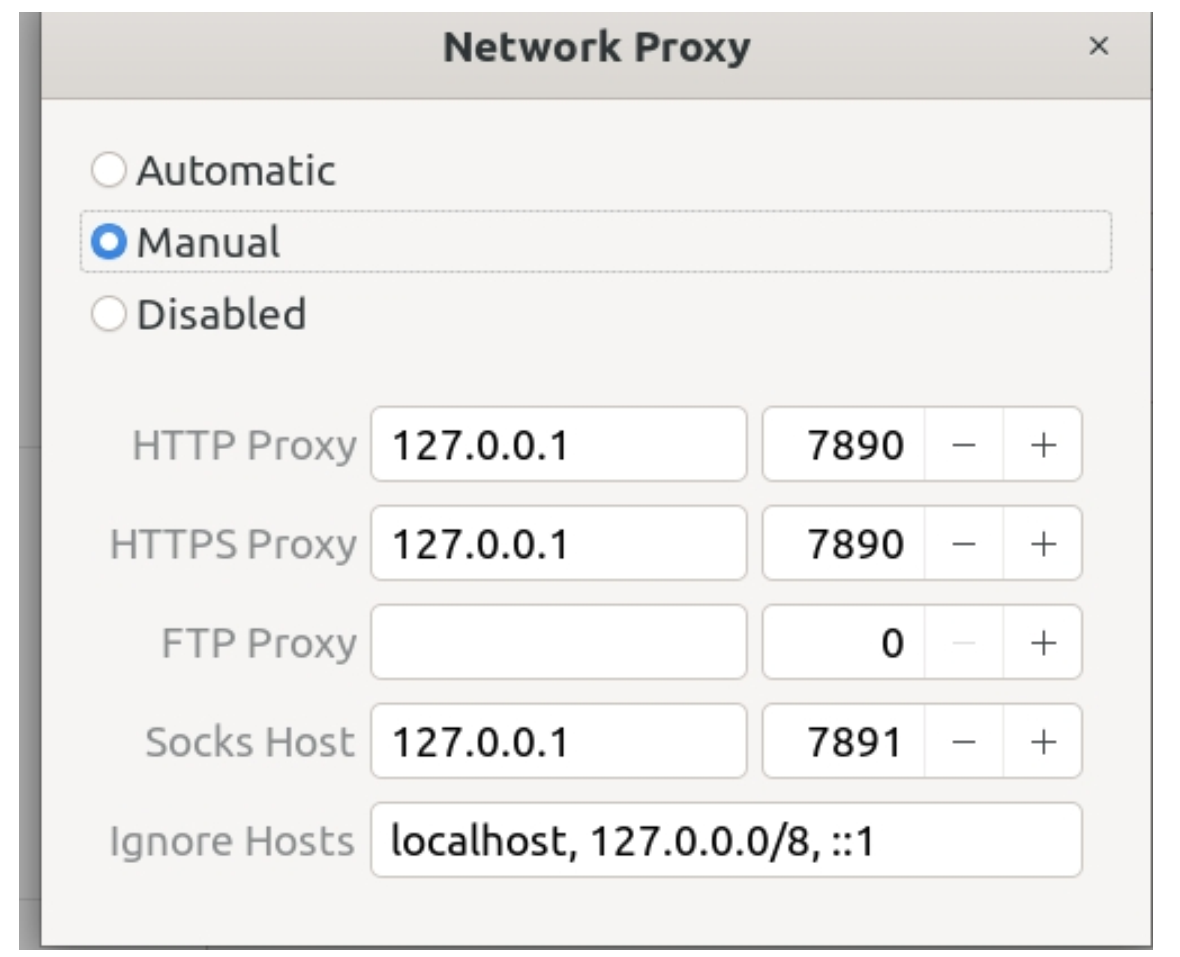 Network Proxy ×
Automatic
Manual
Disabled
HTTP Proxy 127.0.0.1 7890 − +
HTTPS Proxy 127.0.0.1 7890 − +
FTP Proxy 0 − +
Socks Host 127.0.0.1 7891 − +
Ignore Hosts localhost, 127.0.0.0/8, ::1